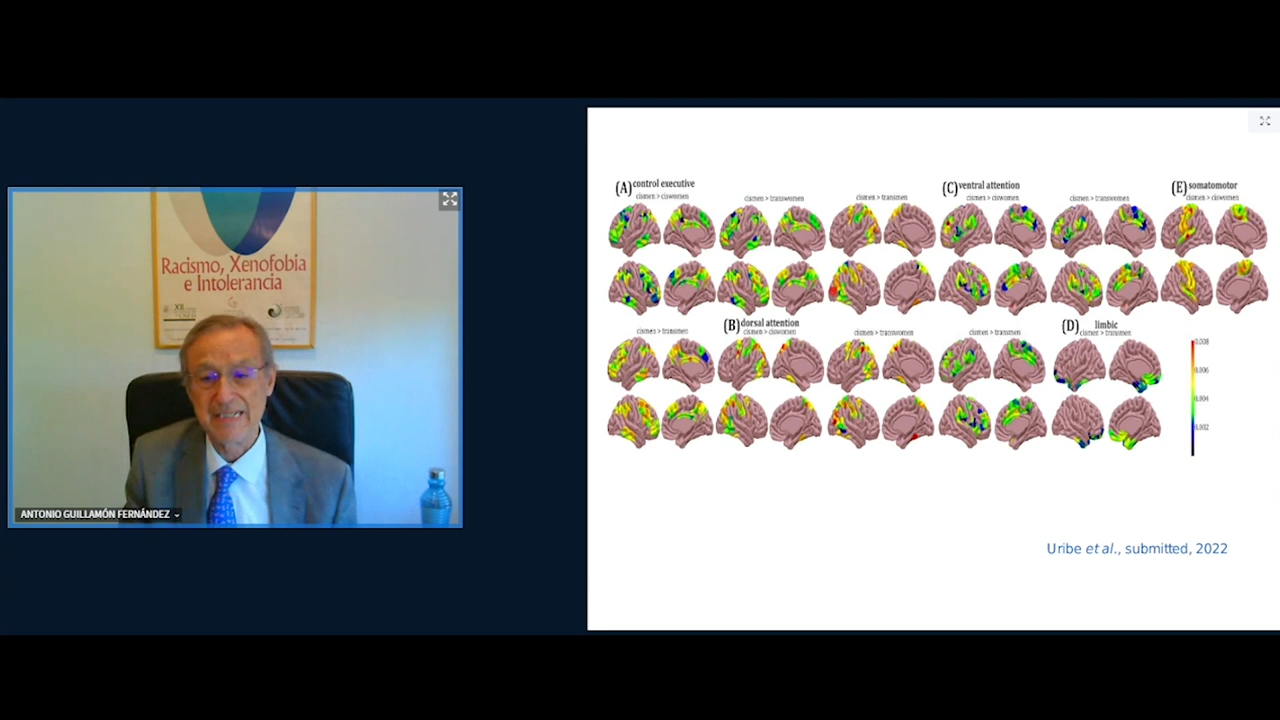 Racismo, Xenofobia
e Intolerancia
ANTONIO GUILLAMÓN FERNÁNDEZ
(A) control executive
cismen > ciswomen
cismen > transwomen
cismen > transmen
(C) ventral attention
cismen > ciswomen
cismen > transmen
(E) somatomotor
cismen > ciswomen
cismen > transmen
(B) dorsal attention
cismen > ciswomen
cismen > transwomen
cismen > transmen
(D) limbic
cismen > transmen
0.008
0.006
0.004
0.002
Uribe et al., submitted, 2022